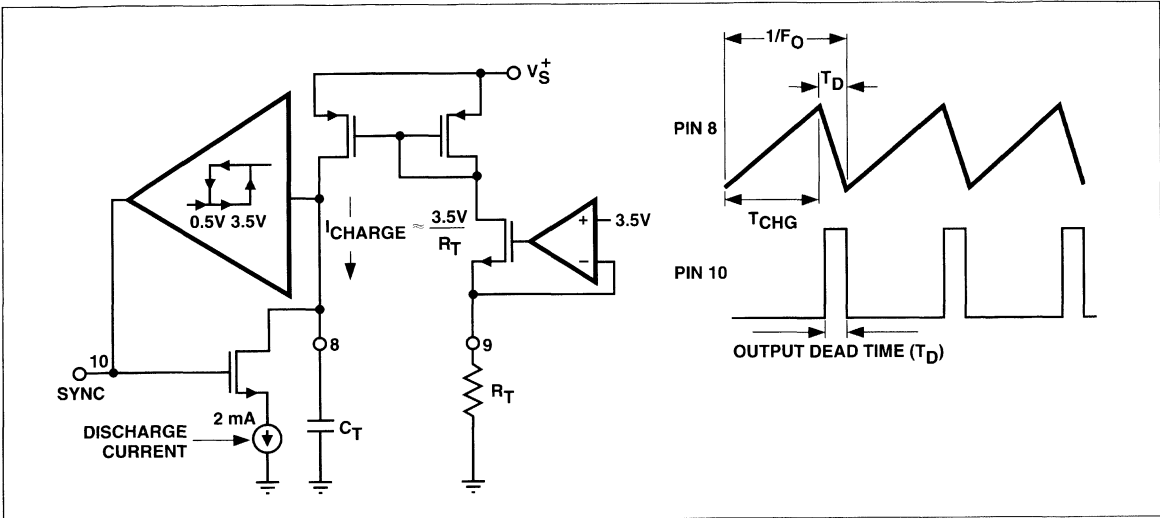 V_S^+
0.5V 3.5V
I_CHARGE ≈ 3.5V / R_T
+
3.5V
–
10
SYNC
8
9
R_T
2 mA
DISCHARGE
CURRENT
C_T
1/F_O
T_D
PIN 8
T_CHG
PIN 10
OUTPUT DEAD TIME (T_D)